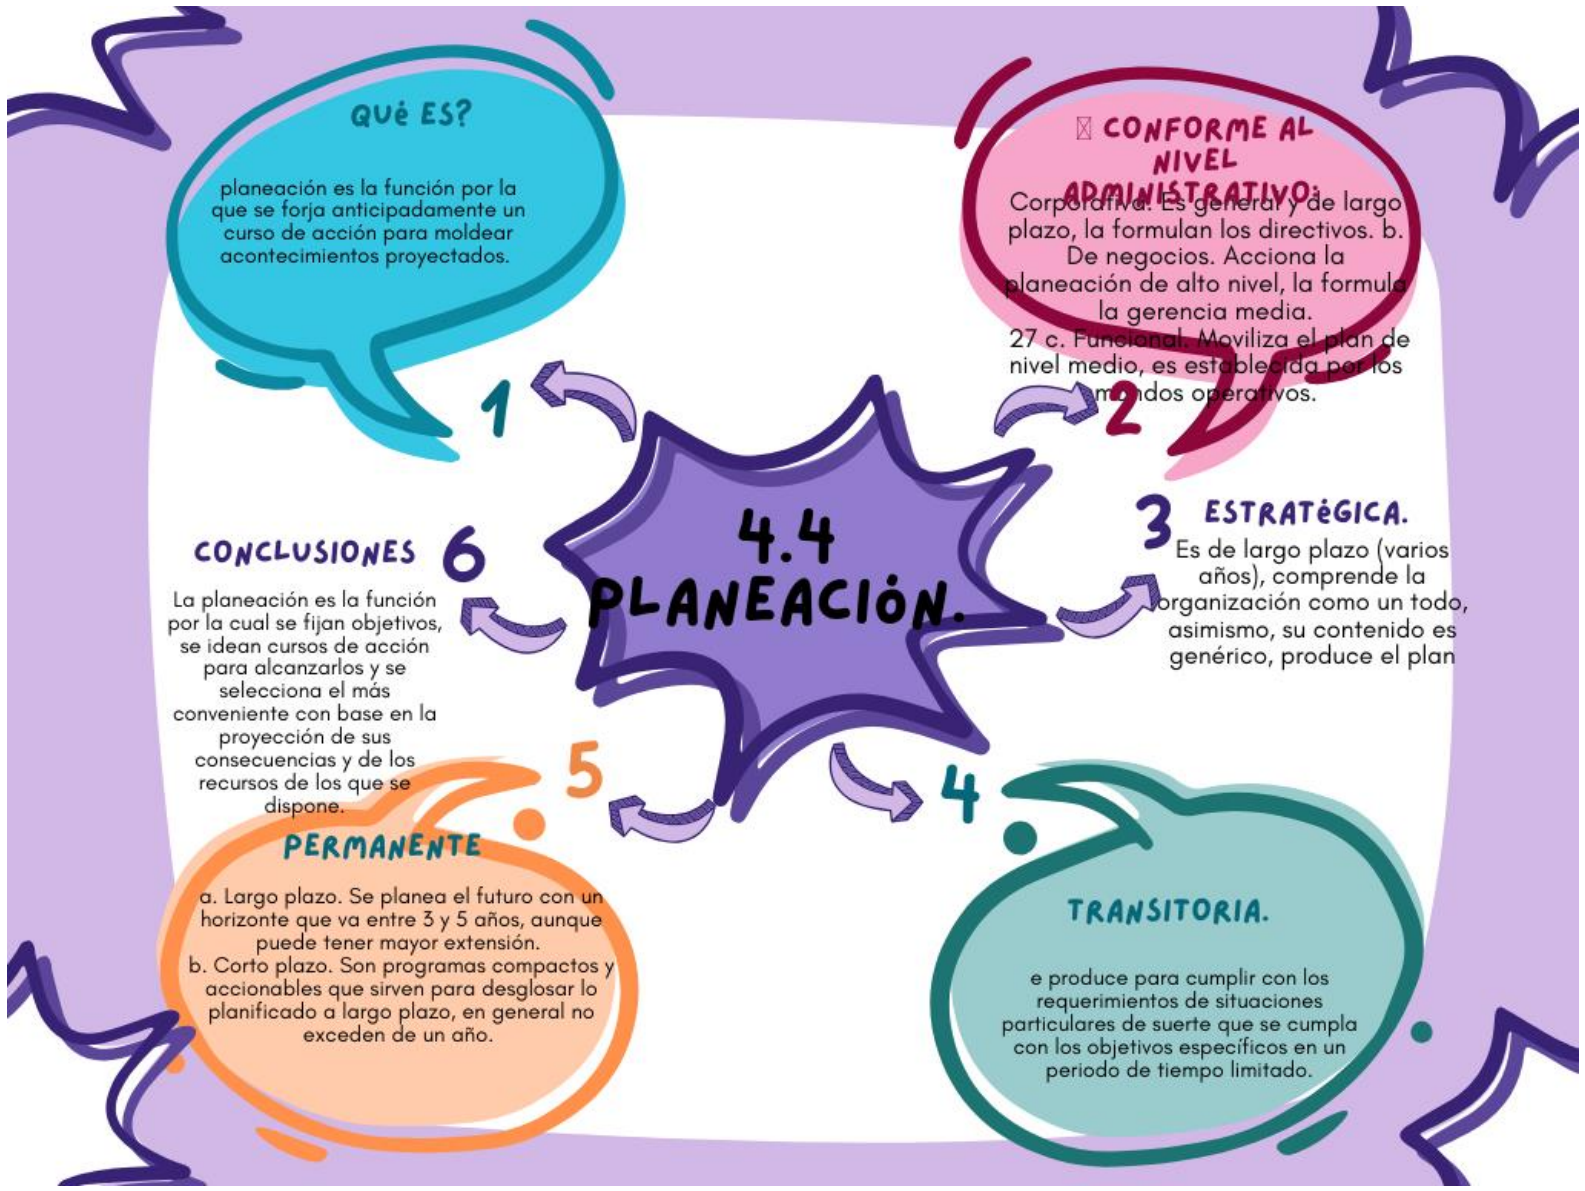 4.4
PLANEACIÓN.
1
QUÉ ES?
planeación es la función por la
que se forja anticipadamente un
curso de acción para moldear
acontecimientos proyectados.
2
CONFORME AL
NIVEL
ADMINISTRATIVO:
Corporativa. Es general y de largo
plazo, la formulan los directivos. b.
De negocios. Acciona la
planeación de alto nivel, la formula
la gerencia media.
27 c. Funcional. Moviliza el plan de
nivel medio, es establecida por los
mandos operativos.
3
ESTRATÉGICA.
Es de largo plazo (varios
años), comprende la
organización como un todo,
asimismo, su contenido es
genérico, produce el plan
4
TRANSITORIA.
e produce para cumplir con los
requerimientos de situaciones
particulares de suerte que se cumpla
con los objetivos específicos en un
periodo de tiempo limitado.
5
PERMANENTE
a. Largo plazo. Se planea el futuro con un
horizonte que va entre 3 y 5 años, aunque
puede tener mayor extensión.
b. Corto plazo. Son programas compactos y
accionables que sirven para desglosar lo
planificado a largo plazo, en general no
exceden de un año.
6
CONCLUSIONES
La planeación es la función
por la cual se fijan objetivos,
se idean cursos de acción
para alcanzarlos y se
selecciona el más
conveniente con base en la
proyección de sus
consecuencias y de los
recursos de los que se
dispone.